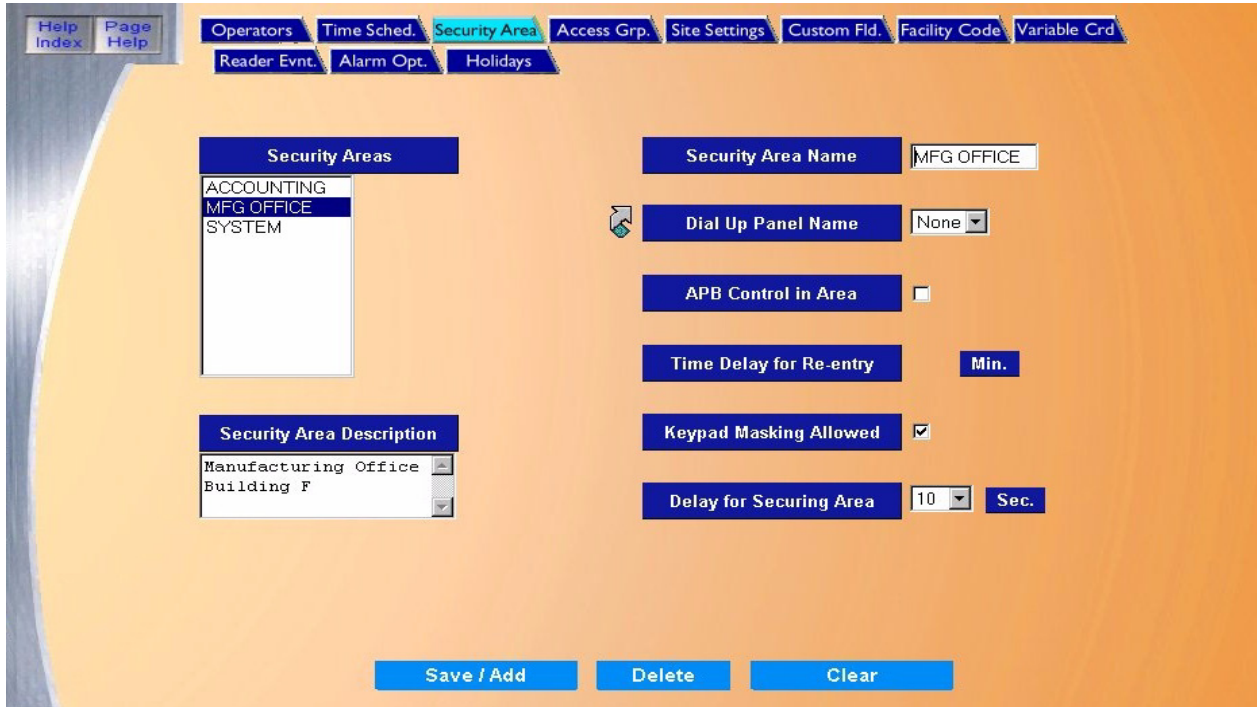 Help Index
Page Help
Operators
Time Sched.
Security Area
Access Grp.
Site Settings
Custom Fld.
Facility Code
Variable Crd
Reader Evnt.
Alarm Opt.
Holidays
Security Areas
ACCOUNTING
MFG OFFICE
SYSTEM
Security Area Description
Manufacturing Office
Building F
Security Area Name
MFG OFFICE
Dial Up Panel Name
None
APB Control in Area
Time Delay for Re-entry
Min.
Keypad Masking Allowed
Delay for Securing Area
10
Sec.
Save / Add
Delete
Clear